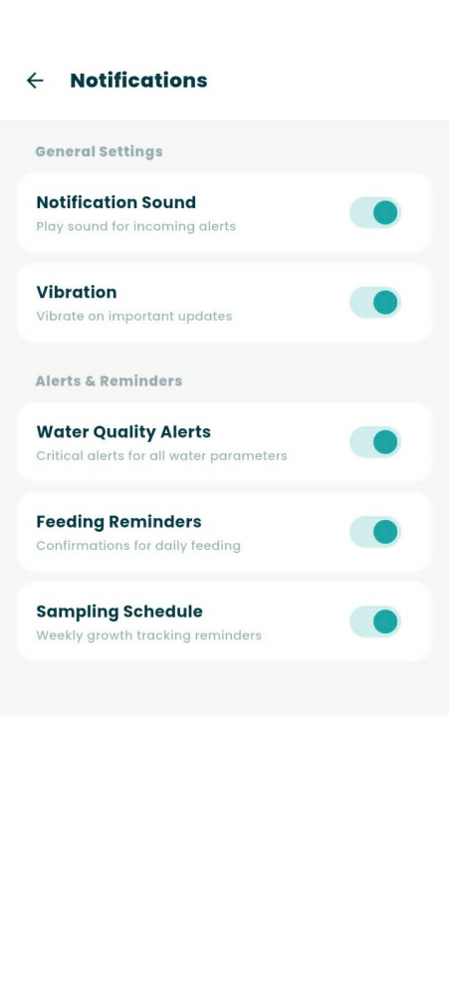 Notifications
General Settings
Notification Sound
Play sound for incoming alerts
Vibration
Vibrate on important updates
Alerts & Reminders
Water Quality Alerts
Critical alerts for all water parameters
Feeding Reminders
Confirmations for daily feeding
Sampling Schedule
Weekly growth tracking reminders